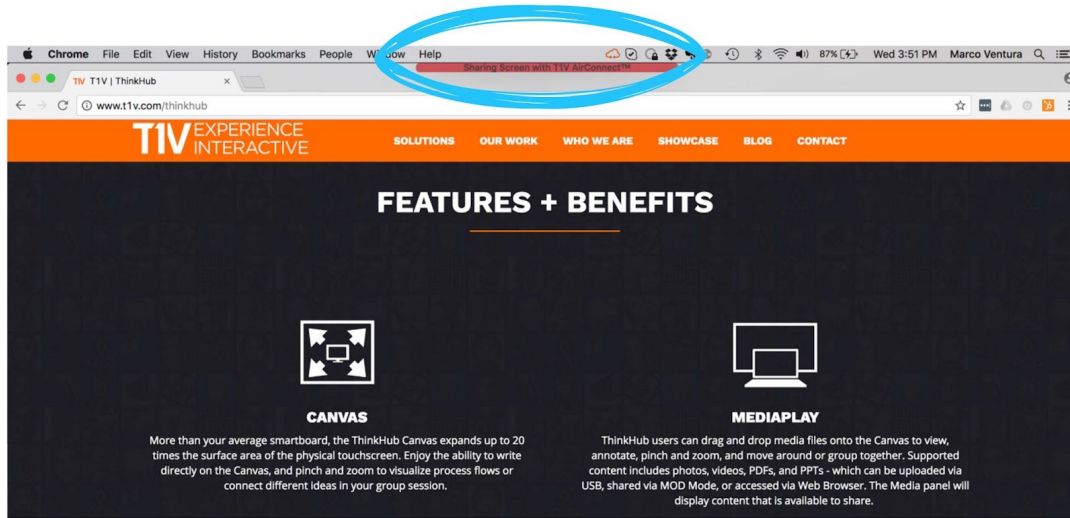 Chrome File Edit View History Bookmarks People Window Help 87% Wed 3:51 PM Marco Ventura
Sharing Screen with T1V AirConnect™
T1V T1V | ThinkHub
www.t1v.com/thinkhub
T1V EXPERIENCE
INTERACTIVE
SOLUTIONS OUR WORK WHO WE ARE SHOWCASE BLOG CONTACT
FEATURES + BENEFITS
CANVAS
More than your average smartboard, the ThinkHub Canvas expands up to 20
times the surface area of the physical touchscreen. Enjoy the ability to write
directly on the Canvas, and pinch and zoom to visualize process flows or
connect different ideas in your group session.
MEDIAPLAY
ThinkHub users can drag and drop media files onto the Canvas to view,
annotate, pinch and zoom, and move around or group together. Supported
content includes photos, videos, PDFs, and PPTs - which can be uploaded via
USB, shared via MOD Mode, or accessed via Web Browser. The Media panel will
display content that is available to share.